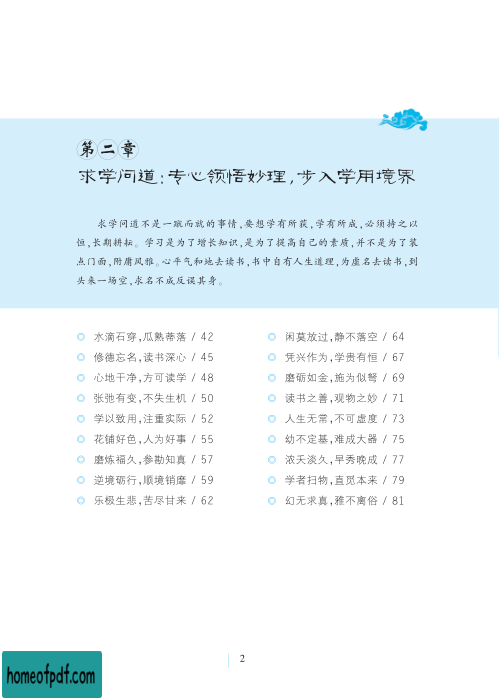 第二章
求学问道:专心领悟妙理,步入学用境界
求学问道不是一蹴而就的事情,要想学有所获,学有所成,必须持之以
恒,长期耕耘。学习是为了增长知识,是为了提高自己的素质,并不是为了装
点门面,附庸风雅。心平气和地去读书,书中自有人生道理,为虚名去读书,到
头来一场空,求名不成反误其身。
水滴石穿,瓜熟蒂落 / 42
修德忘名,读书深心 / 45
心地干净,方可读学 / 48
张弛有变,不失生机 / 50
学以致用,注重实际 / 52
花铺好色,人为好事 / 55
磨炼福久,参勘知真 / 57
逆境砺行,顺境销靡 / 59
乐极生悲,苦尽甘来 / 62
闲莫放过,静不落空 / 64
凭兴作为,学贵有恒 / 67
磨砺如金,施为似弩 / 69
读书之善,观物之妙 / 71
人生无常,不可虚度 / 73
幼不定基,难成大器 / 75
浓夭淡久,早秀晚成 / 77
学者扫物,直觅本来 / 79
幻无求真,雅不离俗 / 81
2
homeofpdf.com